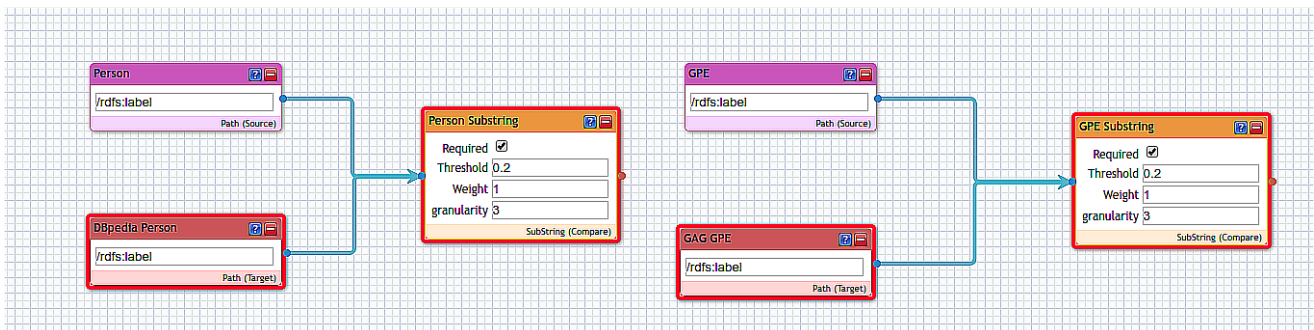 Person
/rdfs:label
Path (Source)
DBpedia Person
/rdfs:label
Path (Target)
Person Substring
Required
Threshold 0.2
Weight 1
granularity 3
SubString (Compare)
GPE
/rdfs:label
Path (Source)
GAG GPE
/rdfs:label
Path (Target)
GPE Substring
Required
Threshold 0.2
Weight 1
granularity 3
SubString (Compare)